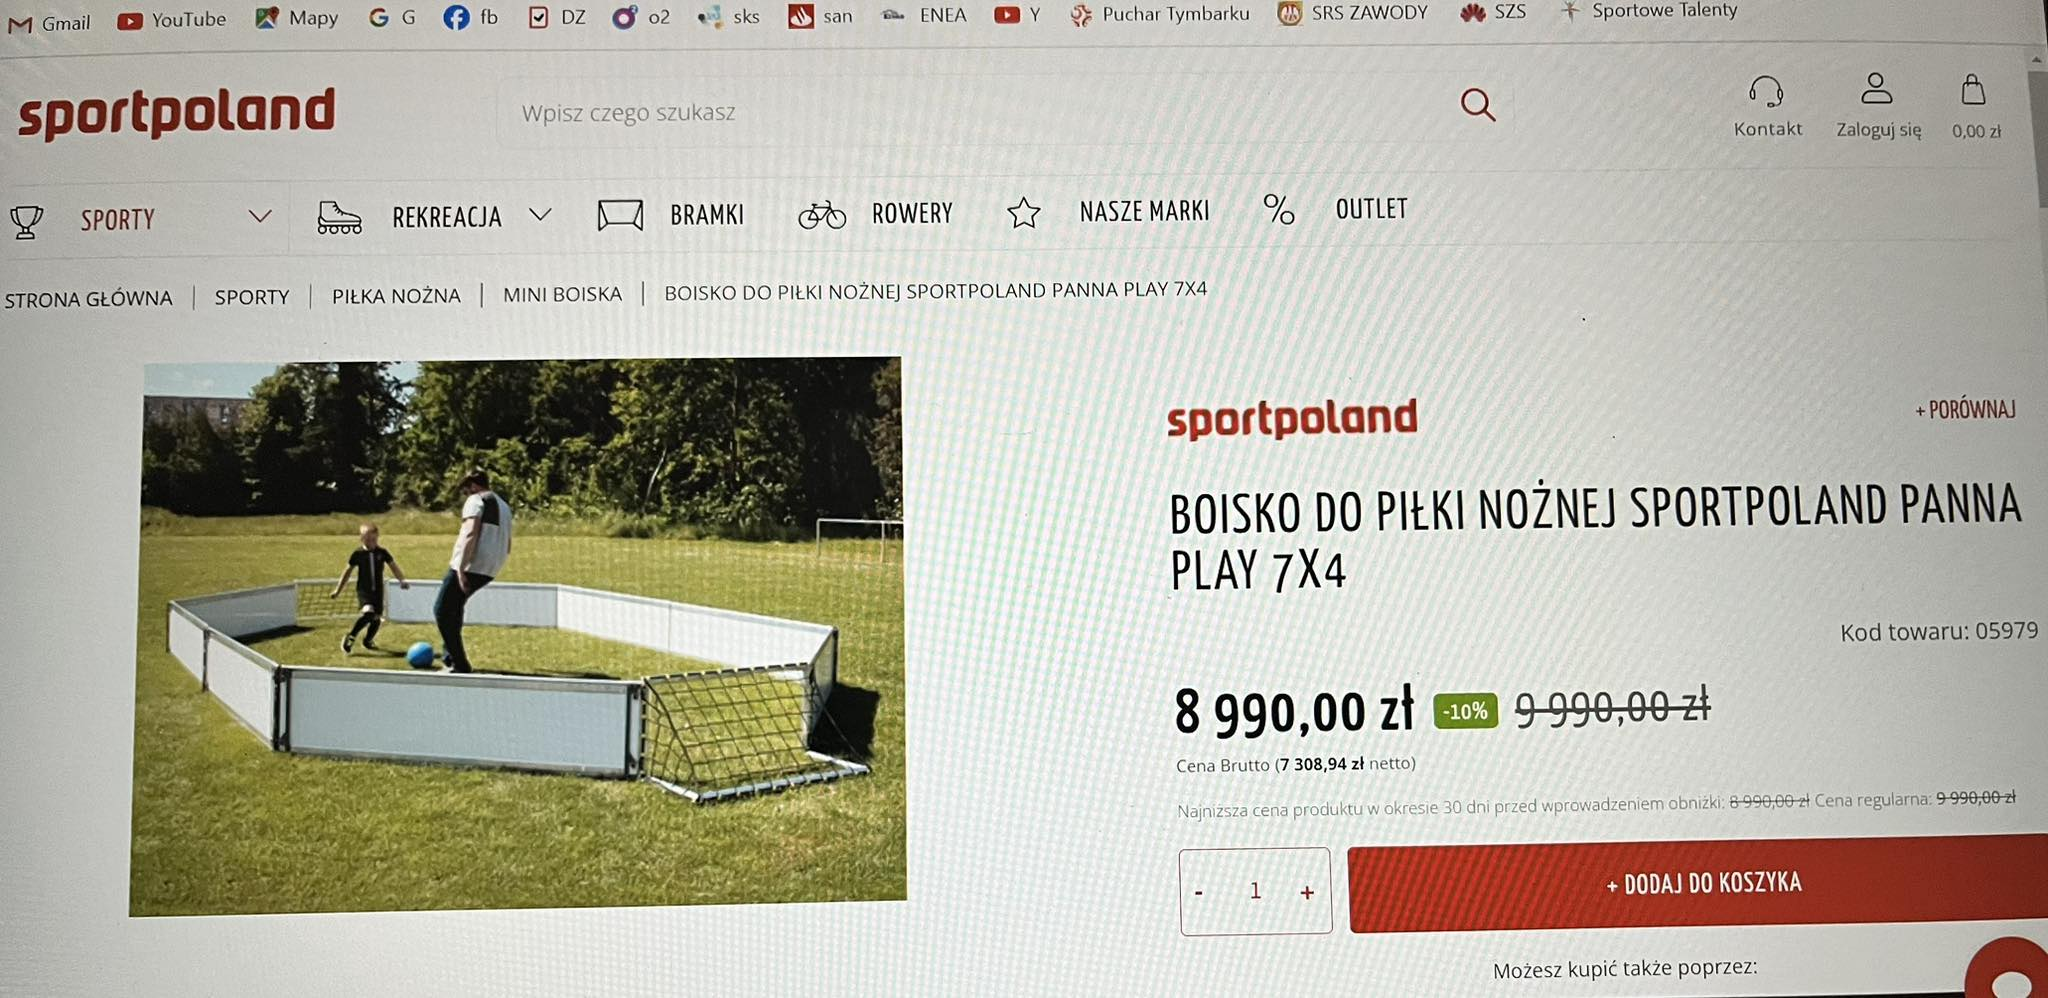 Gmail YouTube Mapy G fb DZ o2 sks san ENEA Y Puchar Tymbarku SRS ZAWODY SZS Sportowe Talenty
sportpoland
Wpisz czego szukasz
Kontakt Zaloguj się 0,00 zł
SPORTY REKREACJA BRAMKI ROWERY NASZE MARKI % OUTLET
STRONA GŁÓWNA | SPORTY | PIŁKA NOŻNA | MINI BOISKA | BOISKO DO PIŁKI NOŻNEJ SPORTPOLAND PANNA PLAY 7X4
sportpoland
+ PORÓWNAJ
BOISKO DO PIŁKI NOŻNEJ SPORTPOLAND PANNA
PLAY 7X4
Kod towaru: 05979
8 990,00 zł -10% 9 990,00 zł
Cena Brutto (7 308,94 zł netto)
Najniższa cena produktu w okresie 30 dni przed wprowadzeniem obniżki: 8 990,00 zł Cena regularna: 9 990,00 zł
- 1 +
+ DODAJ DO KOSZYKA
Możesz kupić także poprzez: